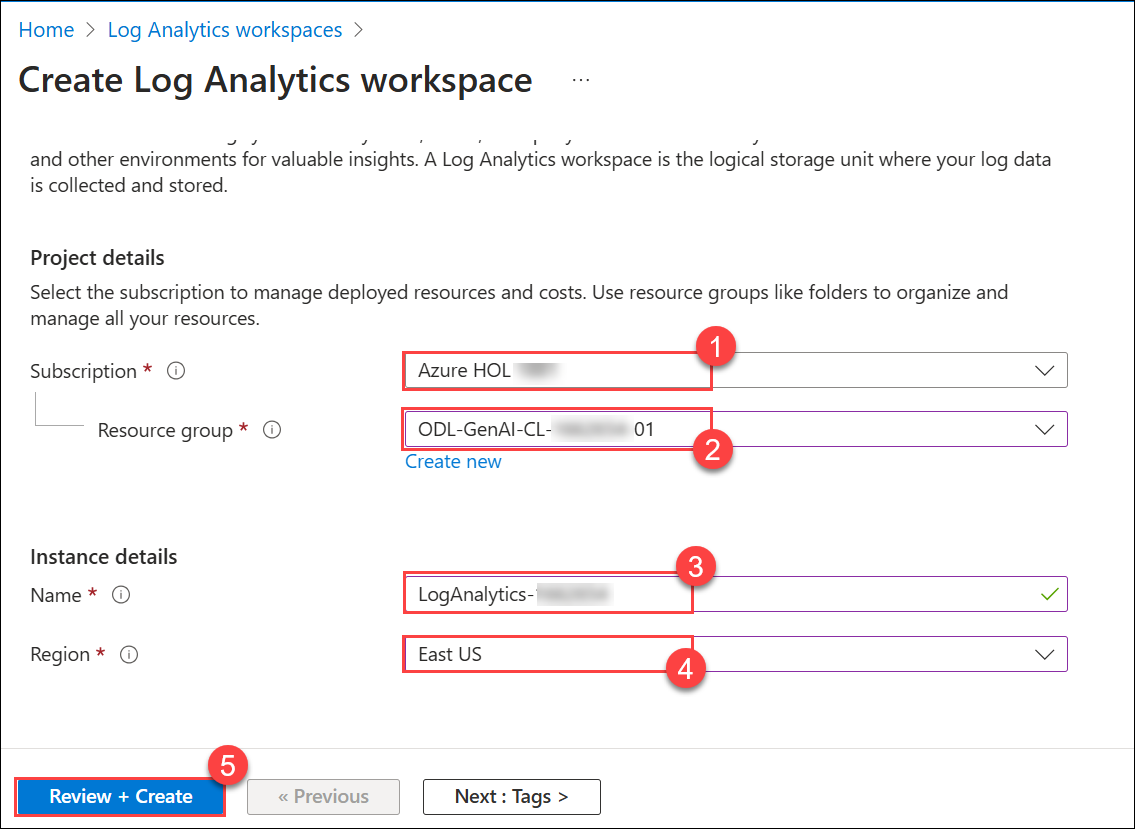 Home > Log Analytics workspaces >
Create Log Analytics workspace ...
and other environments for valuable insights. A Log Analytics workspace is the logical storage unit where your log data
is collected and stored.
Project details
Select the subscription to manage deployed resources and costs. Use resource groups like folders to organize and
manage all your resources.
1
Subscription * Azure HOL
Resource group * ODL-GenAI-CL- -01
2
Create new
Instance details
3
Name * LogAnalytics-
Region * East US
4
5
Review + Create
« Previous
Next : Tags >